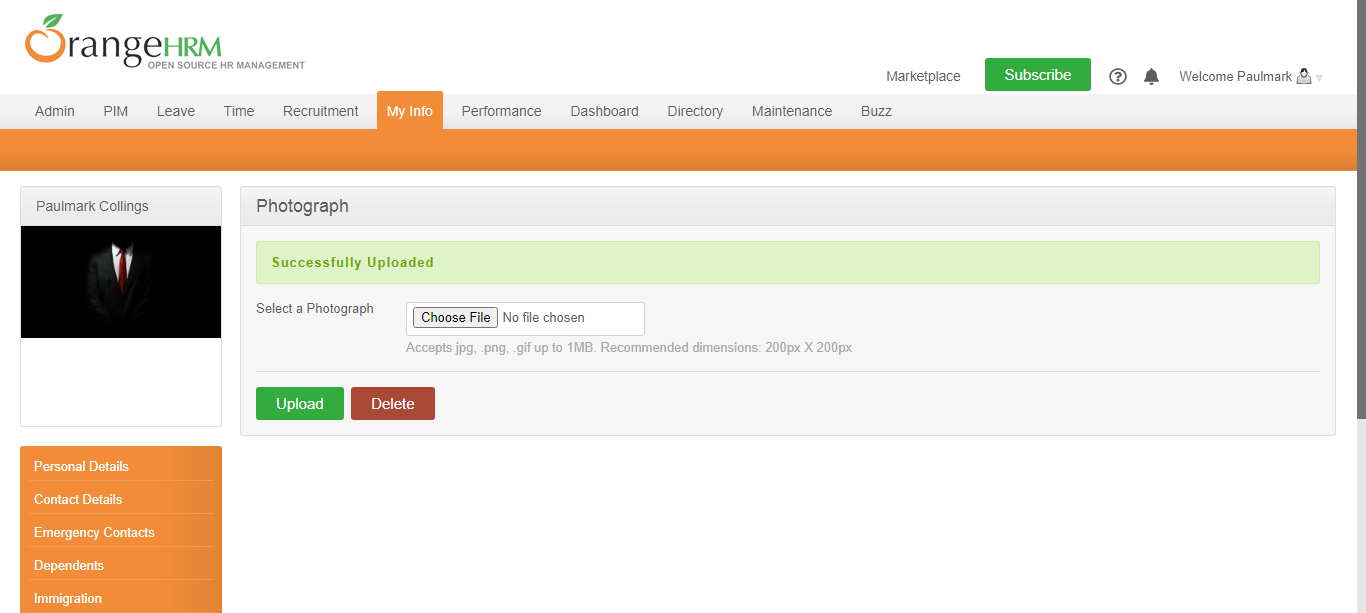 OrangeHRM
OPEN SOURCE HR MANAGEMENT
Marketplace
Subscribe
Welcome Paulmark
Admin PIM Leave Time Recruitment My Info Performance Dashboard Directory Maintenance Buzz
Paulmark Collings
Photograph
Successfully Uploaded
Select a Photograph
Choose File No file chosen
Accepts jpg, .png, .gif up to 1MB. Recommended dimensions: 200px X 200px
Upload Delete
Personal Details
Contact Details
Emergency Contacts
Dependents
Immigration